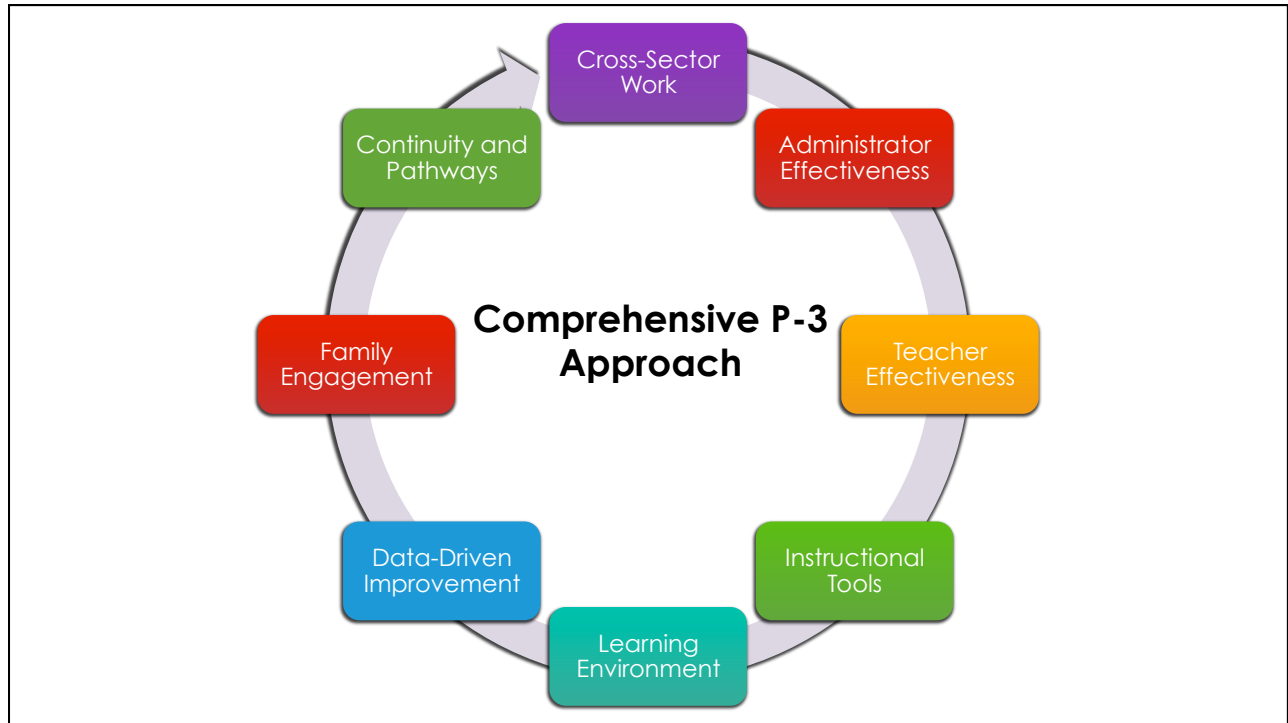 Cross-Sector
Work
Administrator
Effectiveness
Teacher
Effectiveness
Instructional
Tools
Learning
Environment
Data-Driven
Improvement
Family
Engagement
Continuity and
Pathways
Comprehensive P-3
Approach